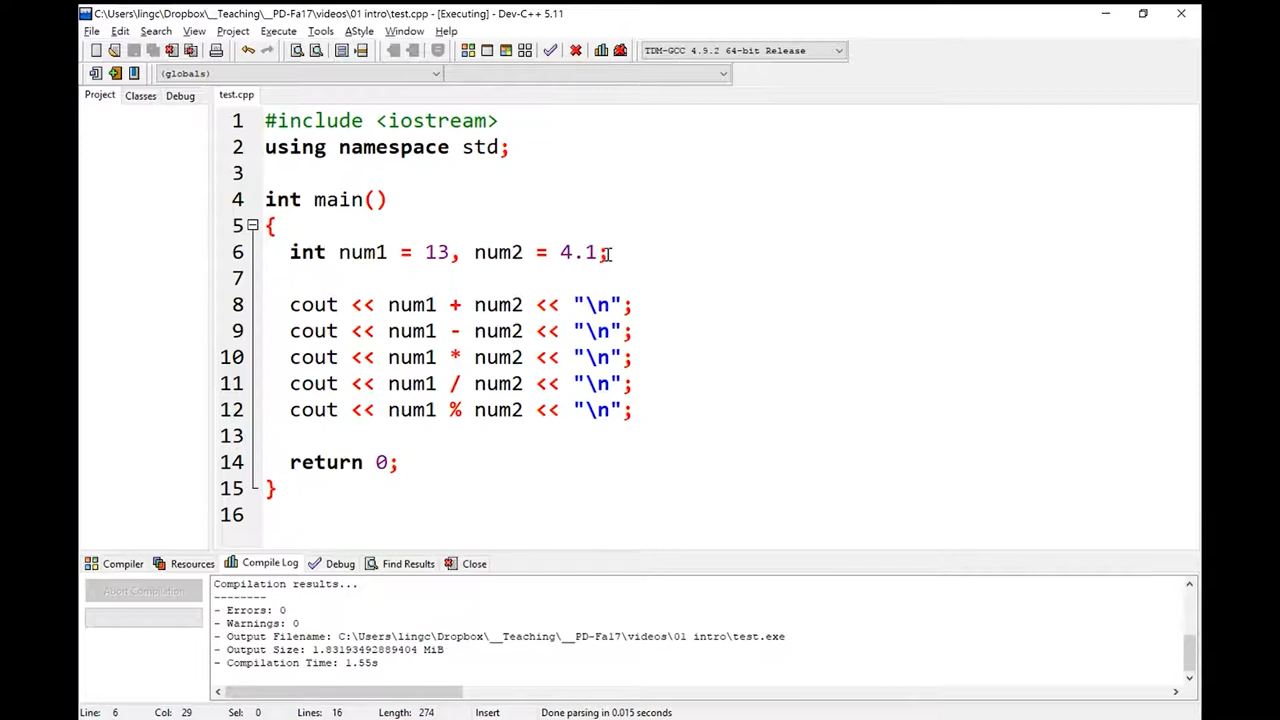 C:\Users\lingc\Dropbox\__Teaching\__PD-Fa17\videos\01 intro\test.cpp - [Executing] - Dev-C++ 5.11
File Edit Search View Project Execute Tools AStyle Window Help
TDM-GCC 4.9.2 64-bit Release
(globals)
Project Classes Debug test.cpp
1 #include <iostream>
2 using namespace std;
3
4 int main()
5 {
6 int num1 = 13, num2 = 4.1;
7
8 cout << num1 + num2 << "\n";
9 cout << num1 - num2 << "\n";
10 cout << num1 * num2 << "\n";
11 cout << num1 / num2 << "\n";
12 cout << num1 % num2 << "\n";
13
14 return 0;
15 }
16
Compiler Resources Compile Log Debug Find Results Close
Abort Compilation
Compilation results...
--------
- Errors: 0
- Warnings: 0
- Output Filename: C:\Users\lingc\Dropbox\__Teaching\__PD-Fa17\videos\01 intro\test.exe
- Output Size: 1.83193492889404 MiB
- Compilation Time: 1.55s
Line: 6 Col: 29 Sel: 0 Lines: 16 Length: 274 Insert Done parsing in 0.015 seconds